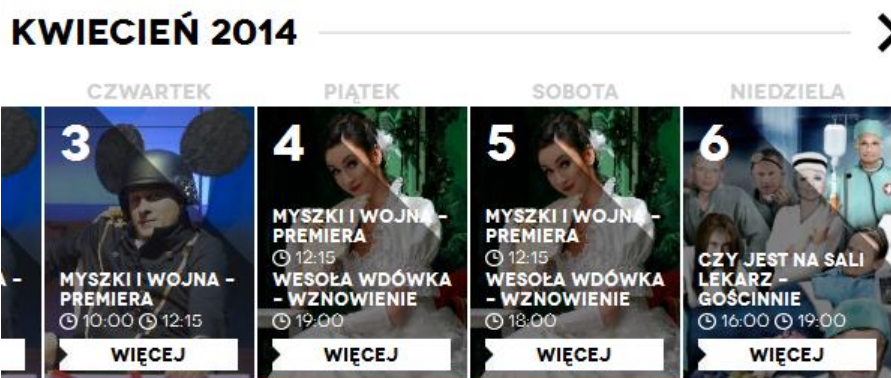 KWIECIEŃ 2014
CZWARTEK
PIĄTEK
SOBOTA
NIEDZIELA
3
MYSZKI I WOJNA –
PREMIERA
10:00 12:15
WIĘCEJ
4
MYSZKI I WOJNA –
PREMIERA
12:15
WESOŁA WDÓWKA
– WZNOWIENIE
19:00
WIĘCEJ
5
MYSZKI I WOJNA –
PREMIERA
12:15
WESOŁA WDÓWKA
– WZNOWIENIE
18:00
WIĘCEJ
6
CZY JEST NA SALI
LEKARZ –
GOŚCINNIE
16:00 19:00
WIĘCEJ